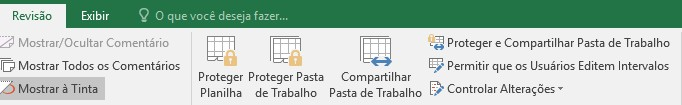 Revisão Exibir O que você deseja fazer...
Mostrar/Ocultar Comentário
Mostrar Todos os Comentários
Mostrar à Tinta
Proteger Planilha
Proteger Pasta de Trabalho
Compartilhar Pasta de Trabalho
Proteger e Compartilhar Pasta de Trabalho
Permitir que os Usuários Editem Intervalos
Controlar Alterações